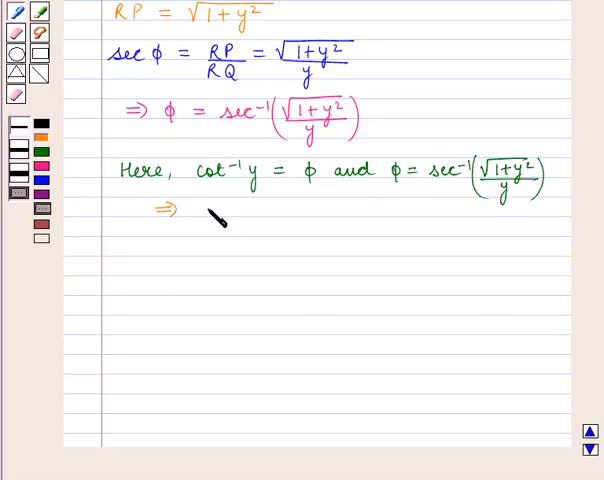 RP = √(1+y²)
sec ϕ = RP/RQ = √(1+y²)/y
⇒ ϕ = sec⁻¹(√(1+y²)/y)
Here, cot⁻¹ y = ϕ and ϕ = sec⁻¹(√(1+y²)/y)
⇒